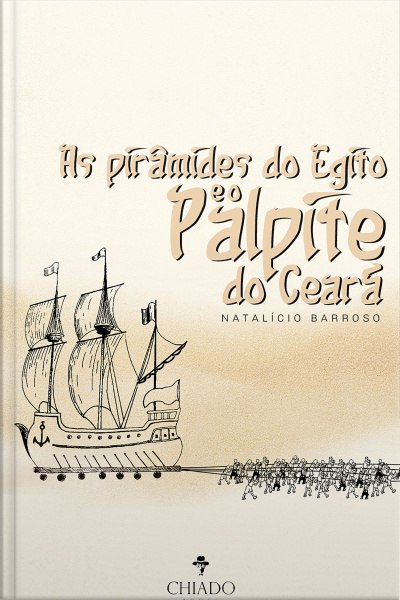 As pirâmides do Egito
e o
Palpite
do Ceará
NATALÍCIO BARROSO
CHIADO